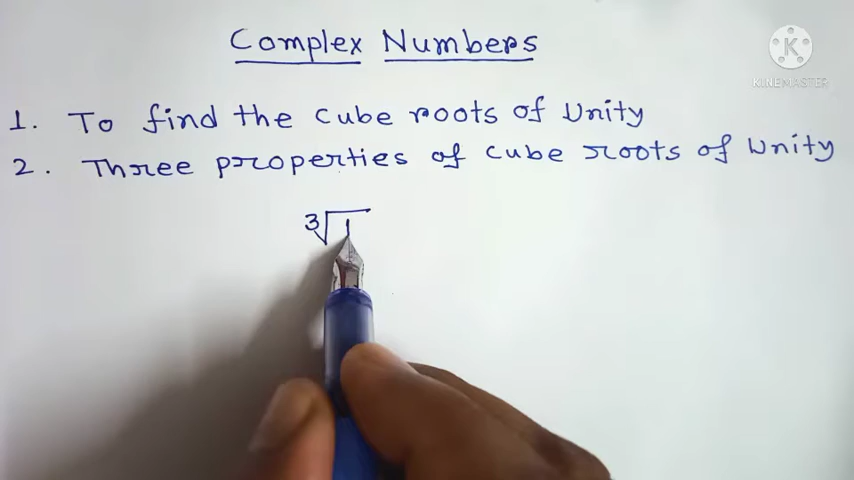 Complex Numbers
K
KINEMASTER
1. To find the cube roots of Unity
2. Three properties of cube roots of Unity
∛1